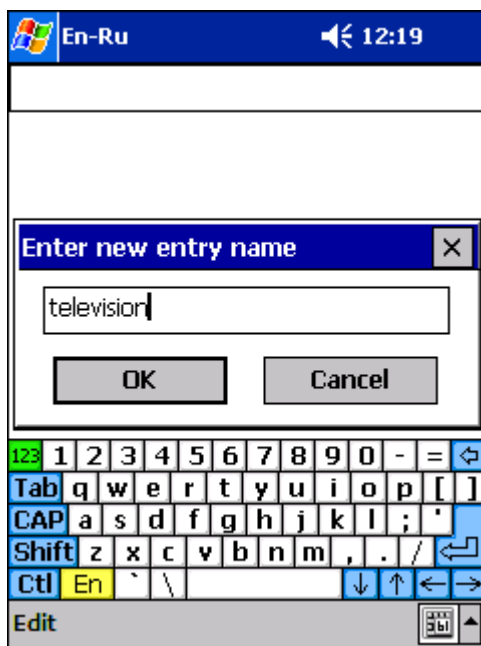 En-Ru 12:19
Enter new entry name
television
OK Cancel
123 1 2 3 4 5 6 7 8 9 0 - =
Tab q w e r t y u i o p [ ]
CAP a s d f g h j k l ; '
Shift z x c v b n m , . /
Ctl En ` \
Edit